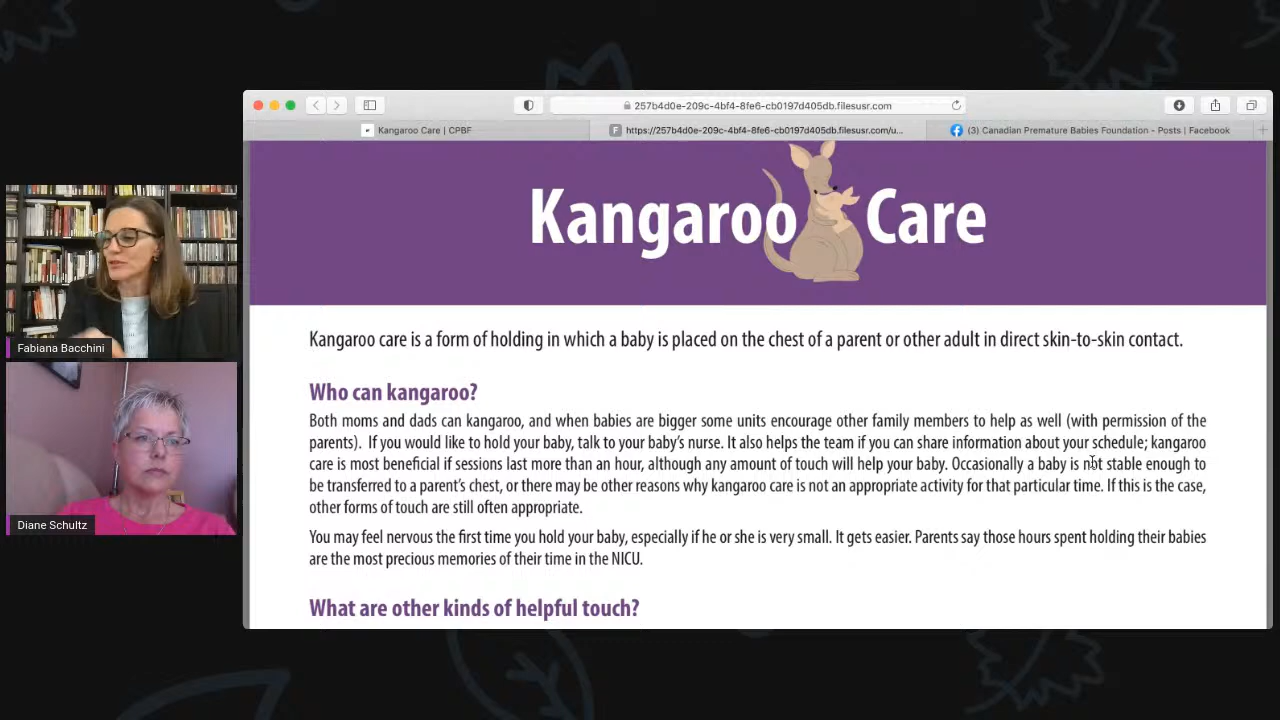 257b4d0e-209c-4bf4-8fe6-cb0197d405db.filesusr.com
Kangaroo Care | CPBF
https://257b4d0e-209c-4bf4-8fe6-cb0197d405db.filesusr.com/u...
(3) Canadian Premature Babies Foundation - Posts | Facebook
Kangaroo Care
Kangaroo care is a form of holding in which a baby is placed on the chest of a parent or other adult in direct skin-to-skin contact.
Who can kangaroo?
Both moms and dads can kangaroo, and when babies are bigger some units encourage other family members to help as well (with permission of the
parents). If you would like to hold your baby, talk to your baby's nurse. It also helps the team if you can share information about your schedule; kangaroo
care is most beneficial if sessions last more than an hour, although any amount of touch will help your baby. Occasionally a baby is not stable enough to
be transferred to a parent's chest, or there may be other reasons why kangaroo care is not an appropriate activity for that particular time. If this is the case,
other forms of touch are still often appropriate.
You may feel nervous the first time you hold your baby, especially if he or she is very small. It gets easier. Parents say those hours spent holding their babies
are the most precious memories of their time in the NICU.
What are other kinds of helpful touch?
Fabiana Bacchini
Diane Schultz